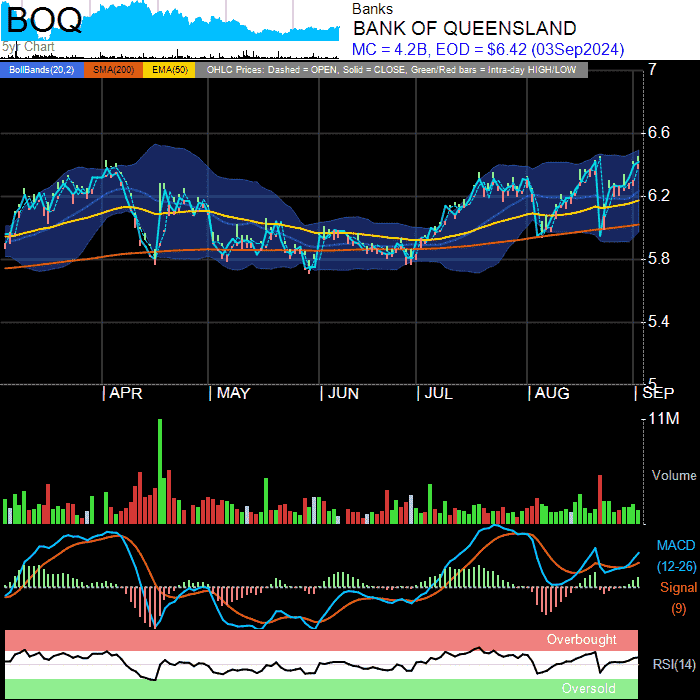 BOQ
5yr Chart
Banks
BANK OF QUEENSLAND
MC = 4.2B, EOD = $6.42 (03Sep2024)
BollBands(20,2) SMA(200) EMA(50) OHLC Prices: Dashed = OPEN, Solid = CLOSE, Green/Red bars = Intra-day HIGH/LOW
7
6.6
6.2
5.8
5.4
5
APR MAY JUN JUL AUG SEP
11M
Volume
MACD
(12-26)
Signal
(9)
Overbought
RSI(14)
Oversold